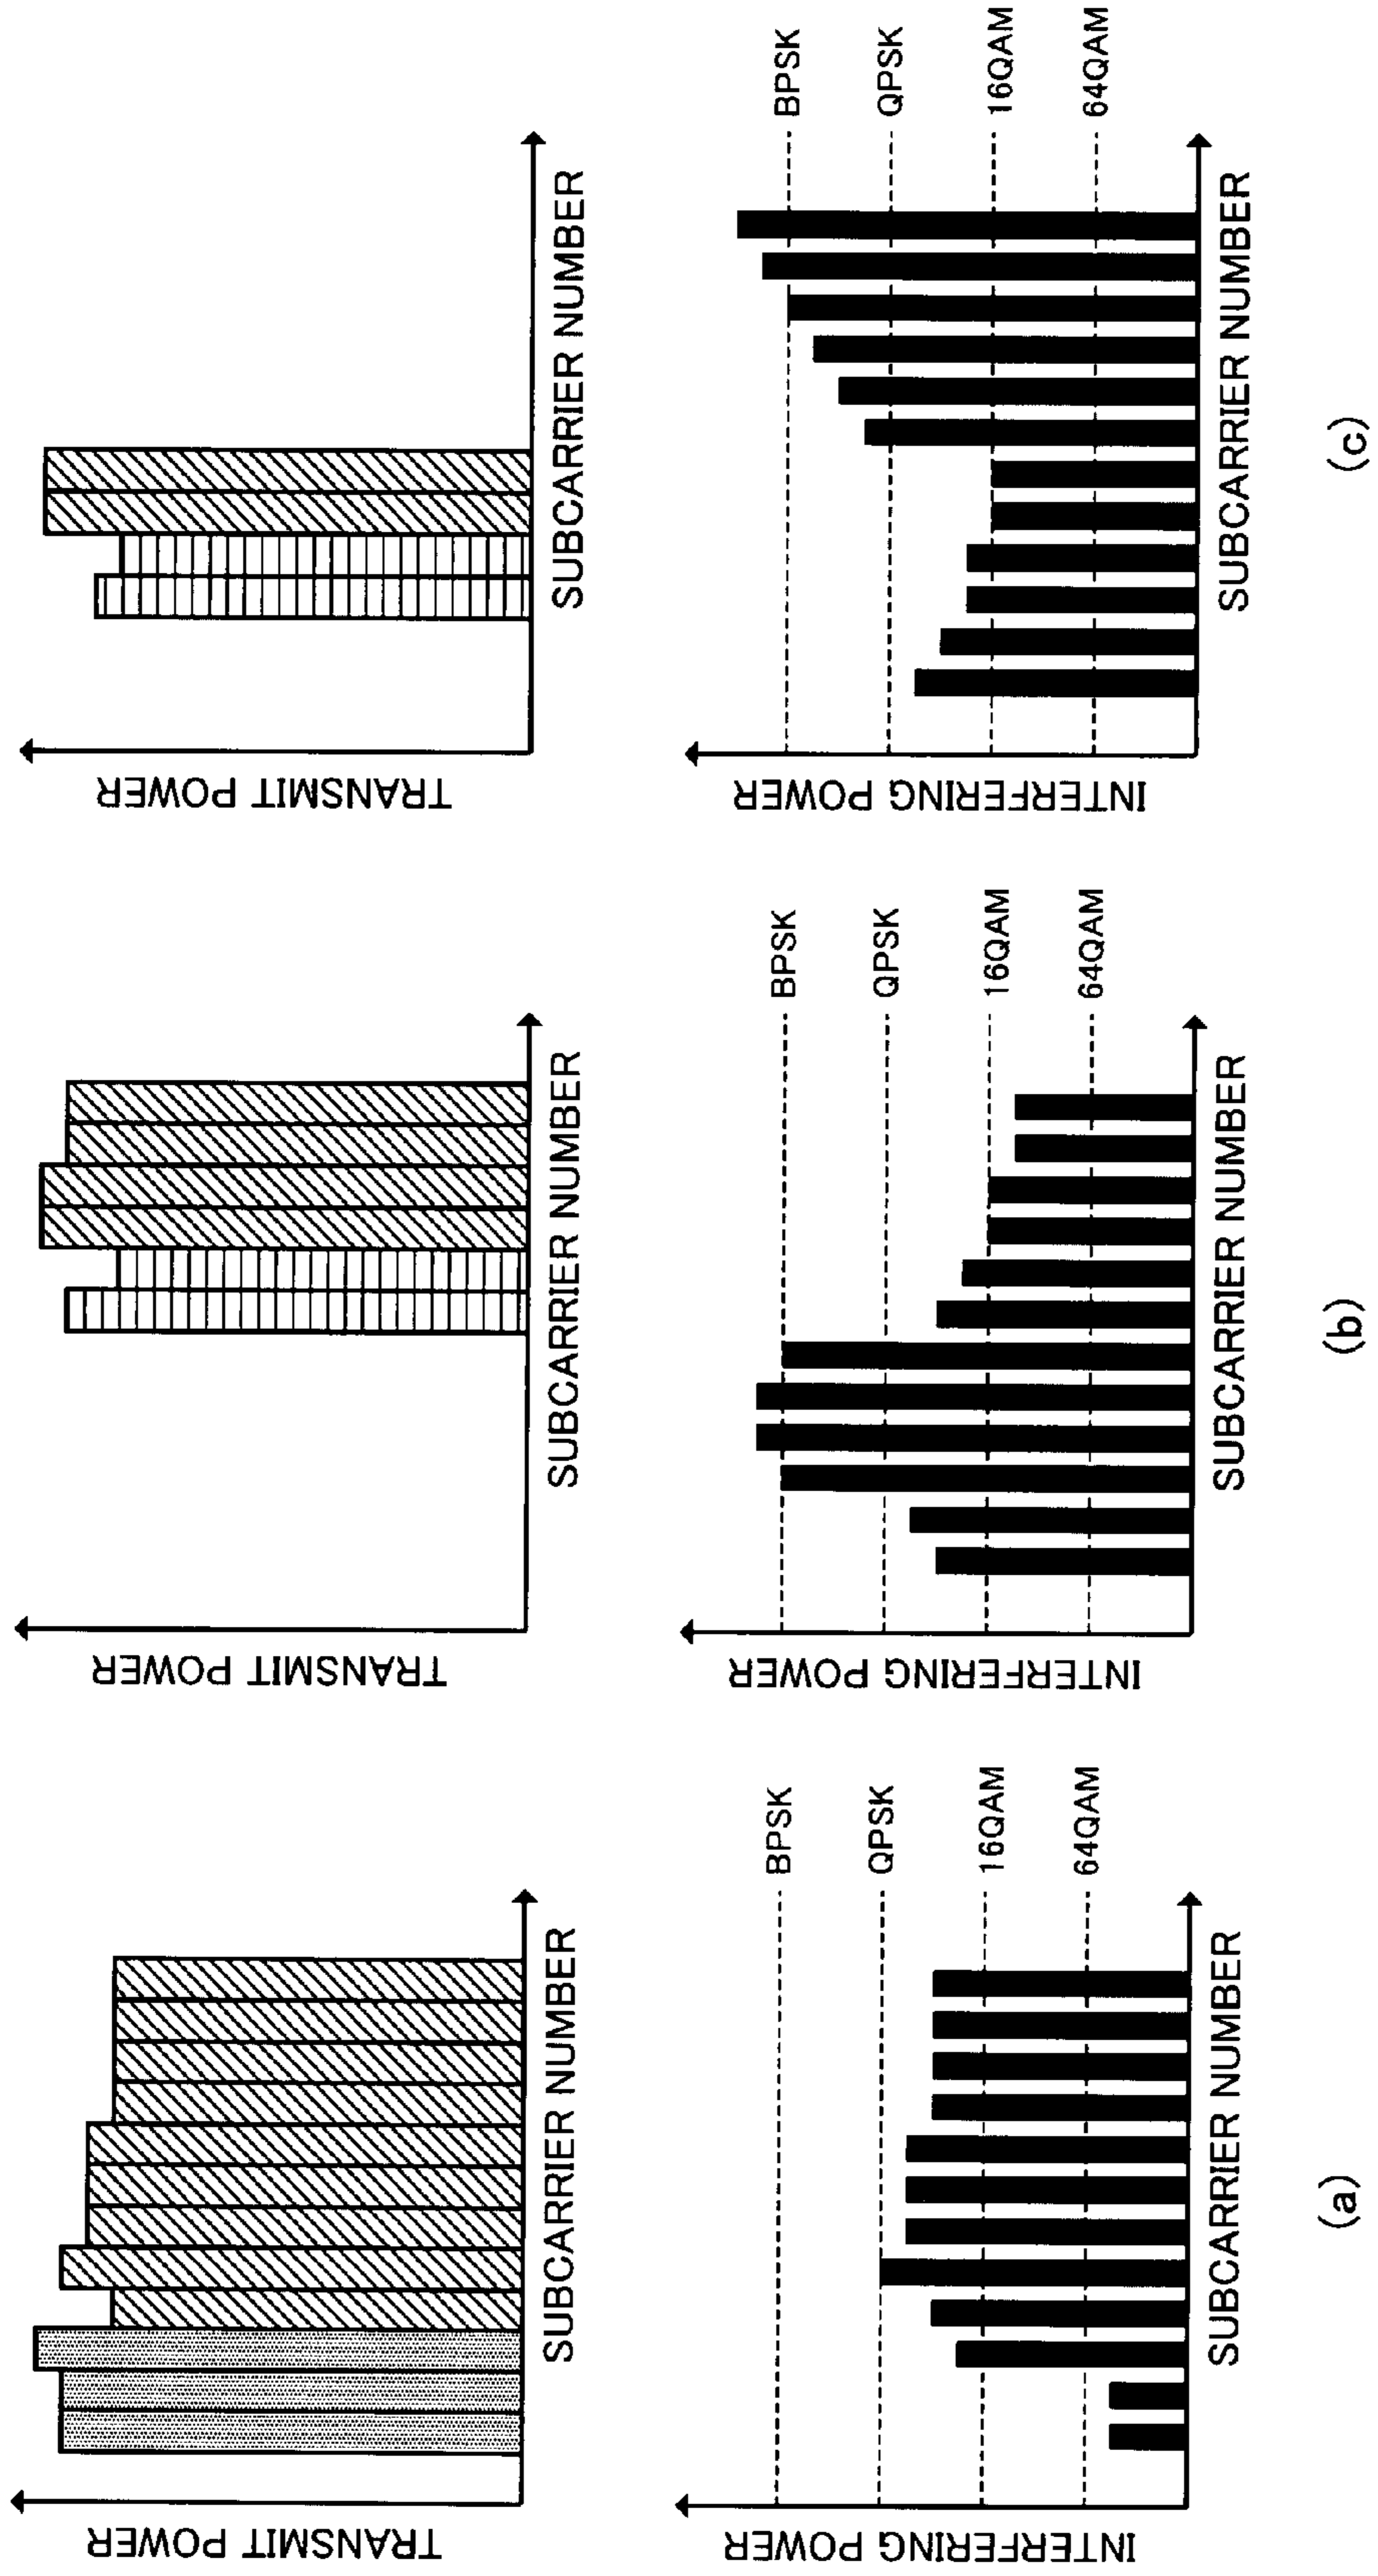 TRANSMIT POWER
SUBCARRIER NUMBER
INTERFERING POWER
BPSK
QPSK
16QAM
64QAM
SUBCARRIER NUMBER
(a)
TRANSMIT POWER
SUBCARRIER NUMBER
INTERFERING POWER
BPSK
QPSK
16QAM
64QAM
SUBCARRIER NUMBER
(b)
TRANSMIT POWER
SUBCARRIER NUMBER
INTERFERING POWER
BPSK
QPSK
16QAM
64QAM
SUBCARRIER NUMBER
(c)